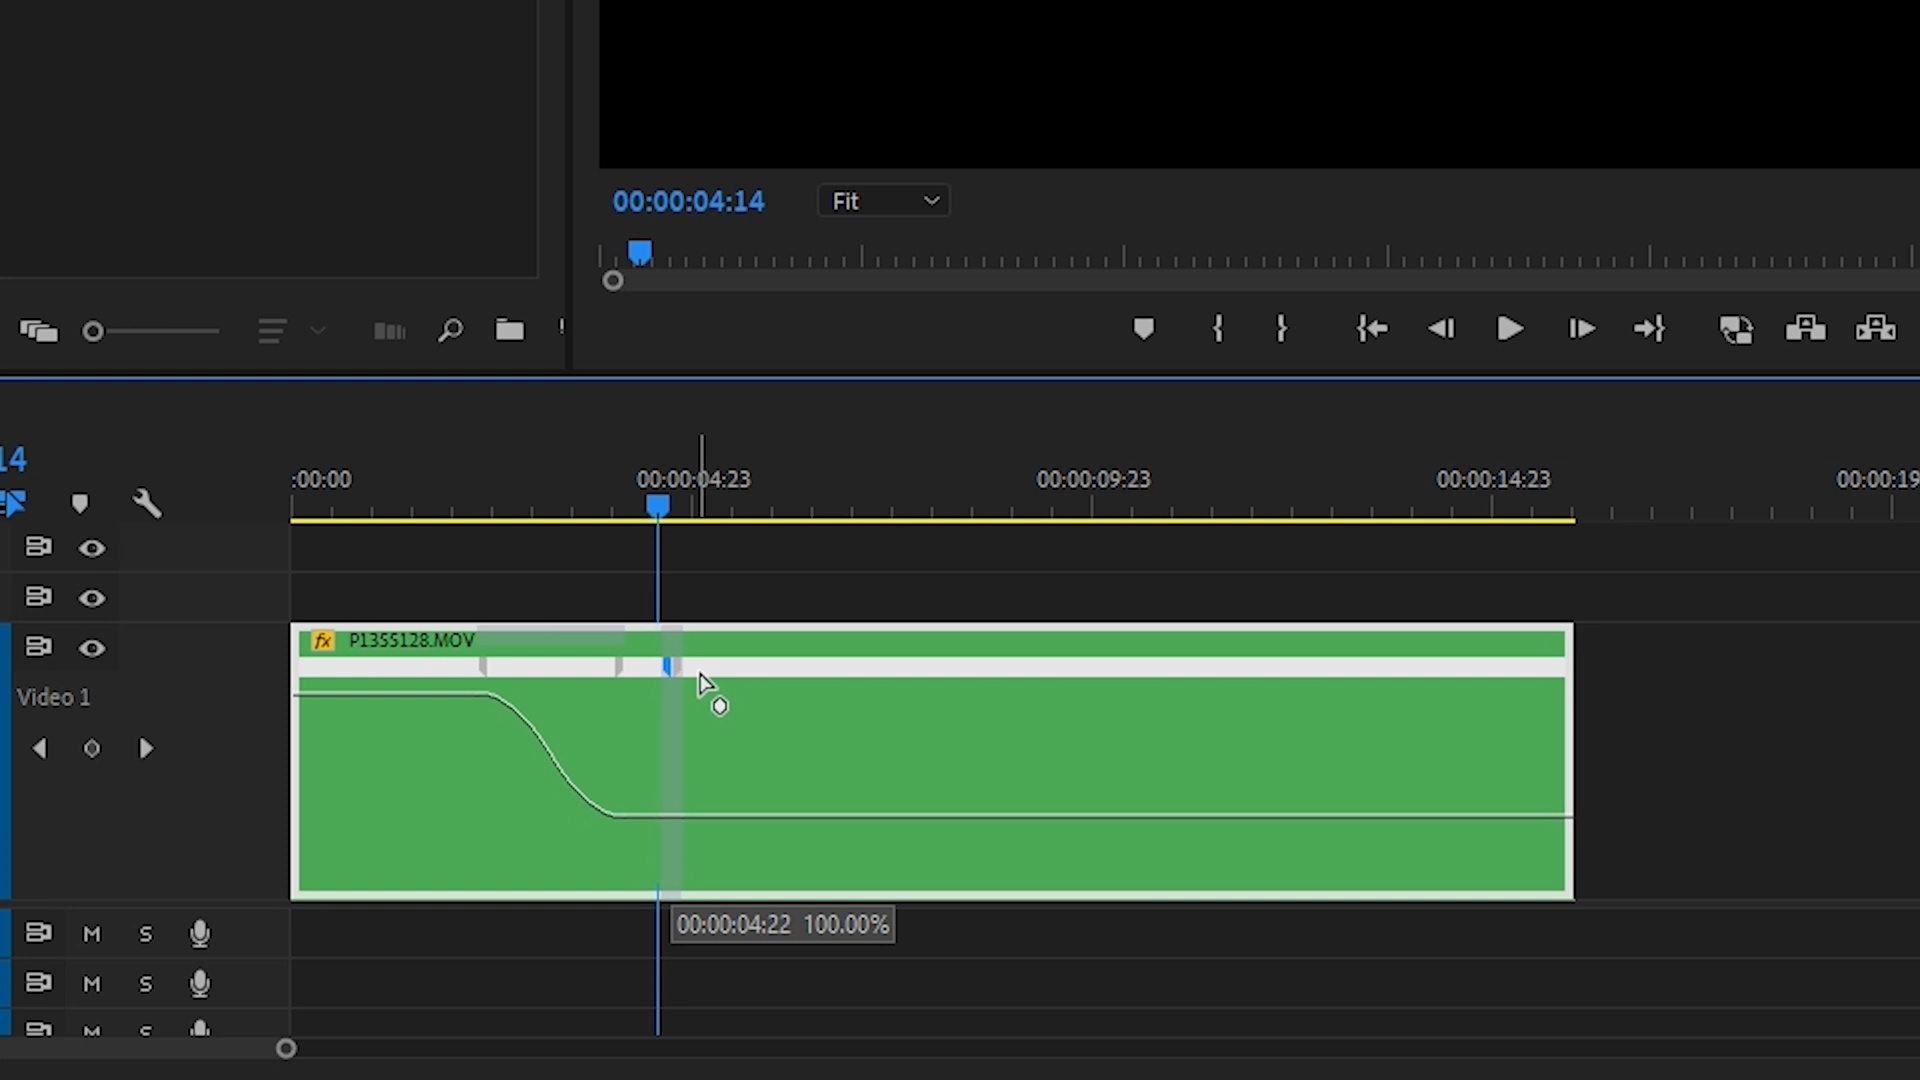 00:00:04:14
Fit
14
:00:00
00:00:04:23
00:00:09:23
00:00:14:23
00:00:19
fx P1355128.MOV
Video 1
00:00:04:22 100.00%
M S
M S
M S